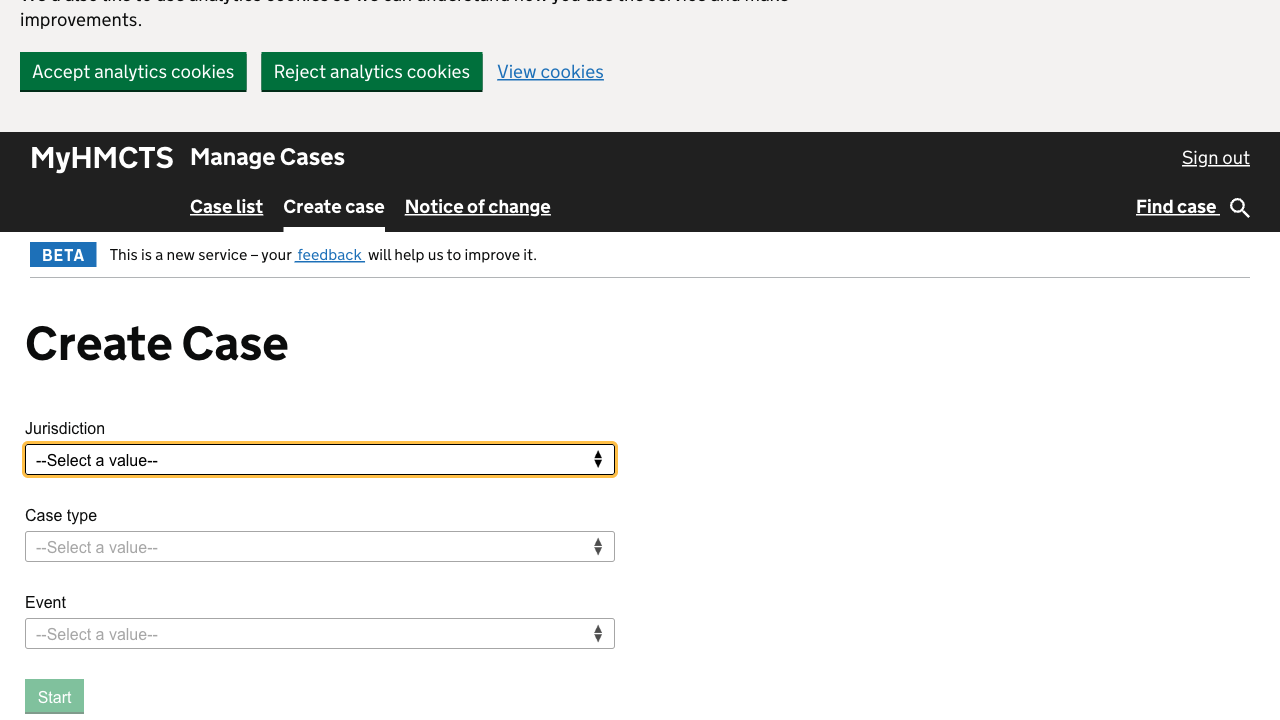 improvements.
Accept analytics cookies Reject analytics cookies View cookies
MyHMCTS Manage Cases Sign out
Case list Create case Notice of change Find case
BETA This is a new service – your feedback will help us to improve it.
Create Case
Jurisdiction
--Select a value--
Case type
--Select a value--
Event
--Select a value--
Start